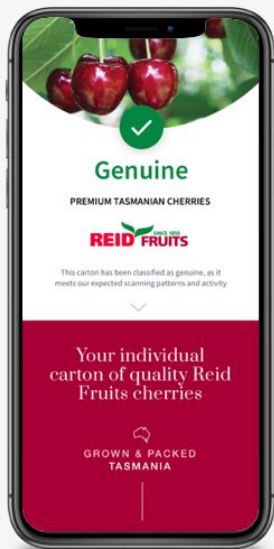 Genuine
PREMIUM TASMANIAN CHERRIES
SINCE 1856
REID FRUITS
This carton has been classified as genuine, as it
meets our expected scanning patterns and activity
Your individual
carton of quality Reid
Fruits cherries
GROWN & PACKED
TASMANIA